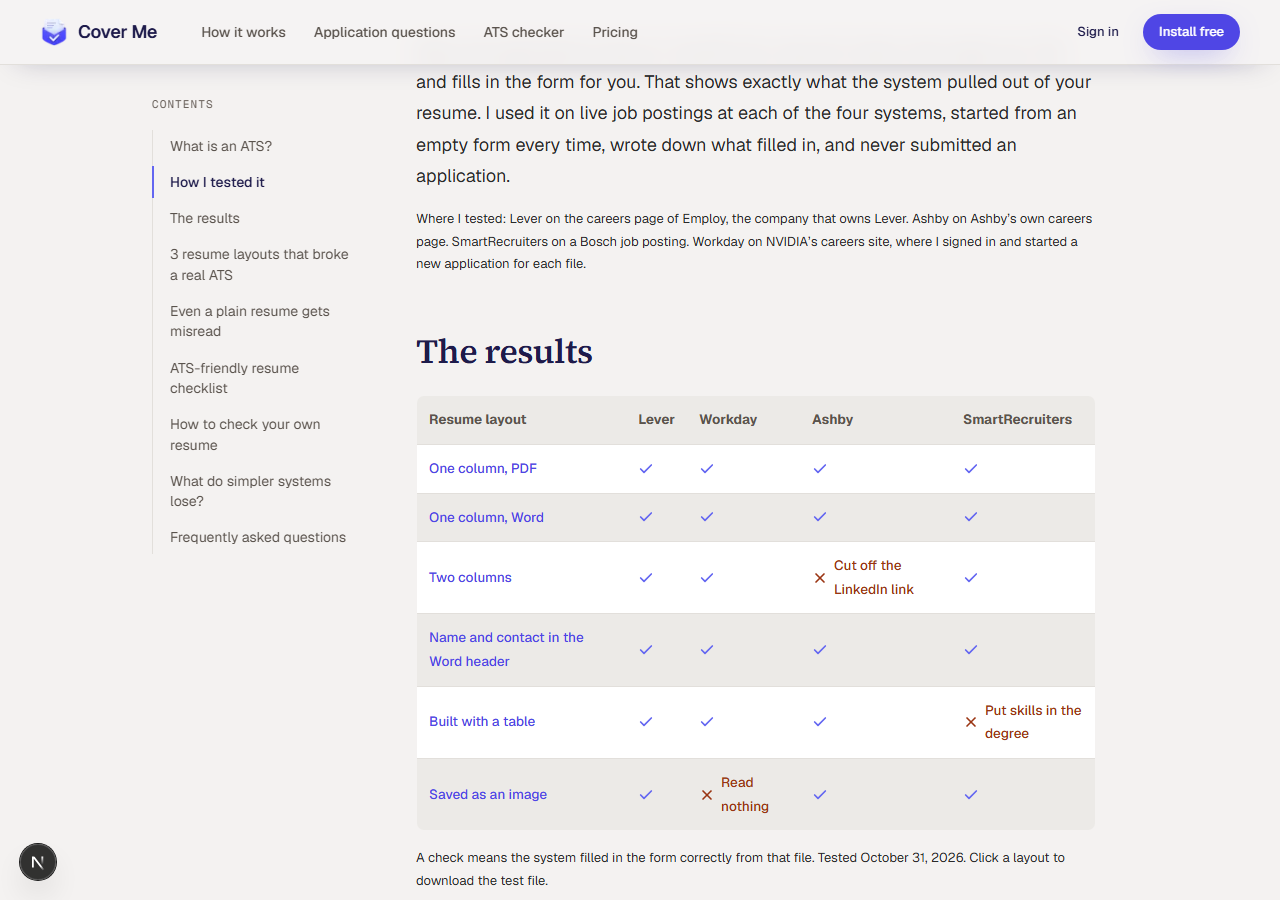 Cover Me
How it works
Application questions
ATS checker
Pricing
Sign in
Install free
CONTENTS
What is an ATS?
How I tested it
The results
3 resume layouts that broke
a real ATS
Even a plain resume gets
misread
ATS-friendly resume
checklist
How to check your own
resume
What do simpler systems
lose?
Frequently asked questions
and fills in the form for you. That shows exactly what the system pulled out of your
resume. I used it on live job postings at each of the four systems, started from an
empty form every time, wrote down what filled in, and never submitted an
application.
Where I tested: Lever on the careers page of Employ, the company that owns Lever. Ashby on Ashby’s own careers
page. SmartRecruiters on a Bosch job posting. Workday on NVIDIA’s careers site, where I signed in and started a
new application for each file.
The results
Resume layout Lever Workday Ashby SmartRecruiters
One column, PDF
One column, Word
Two columns
Cut off the
LinkedIn link
Name and contact in the
Word header
Built with a table
Put skills in the
degree
Saved as an image
Read
nothing
A check means the system filled in the form correctly from that file. Tested October 31, 2026. Click a layout to
download the test file.
N